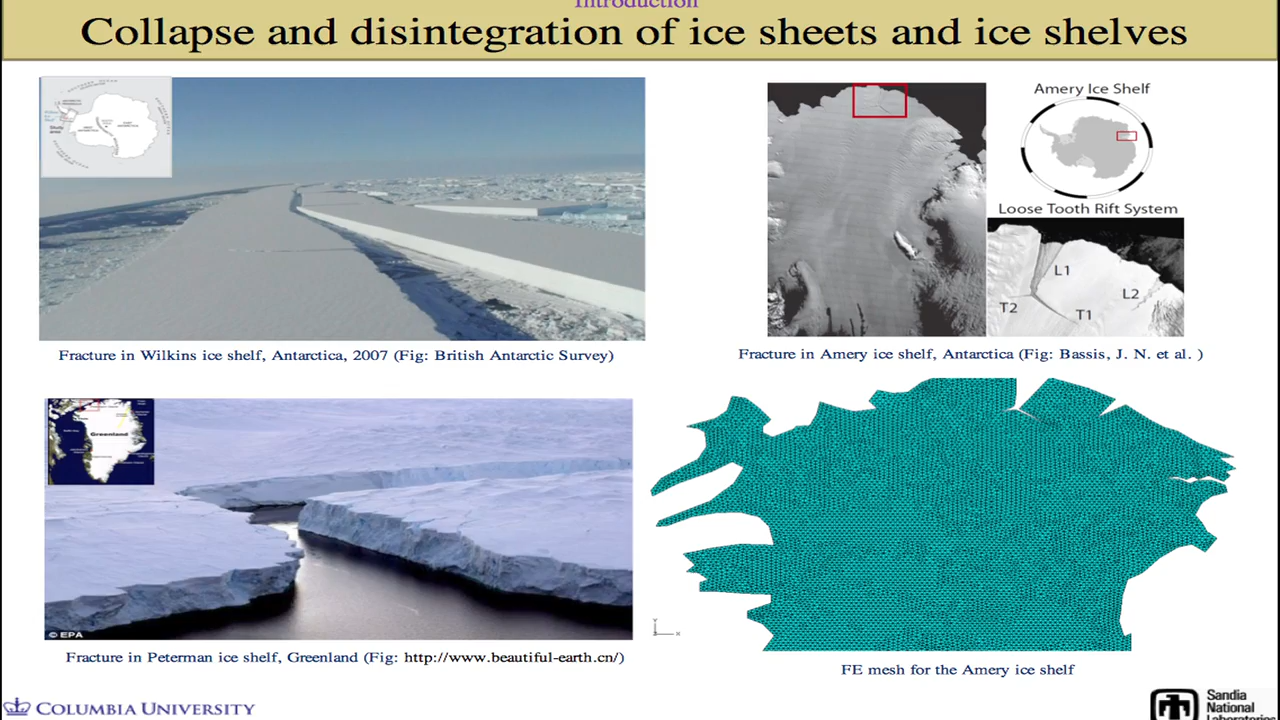 Introduction
Collapse and disintegration of ice sheets and ice shelves
Fracture in Wilkins ice shelf, Antarctica, 2007 (Fig: British Antarctic Survey)
Amery Ice Shelf
Loose Tooth Rift System
L1
L2
T2
T1
Fracture in Amery ice shelf, Antarctica (Fig: Bassis, J. N. et al. )
Greenland
© EPA
Fracture in Peterman ice shelf, Greenland (Fig: http://www.beautiful-earth.cn/)
Y
X
FE mesh for the Amery ice shelf
COLUMBIA UNIVERSITY
Sandia
National
Laboratories